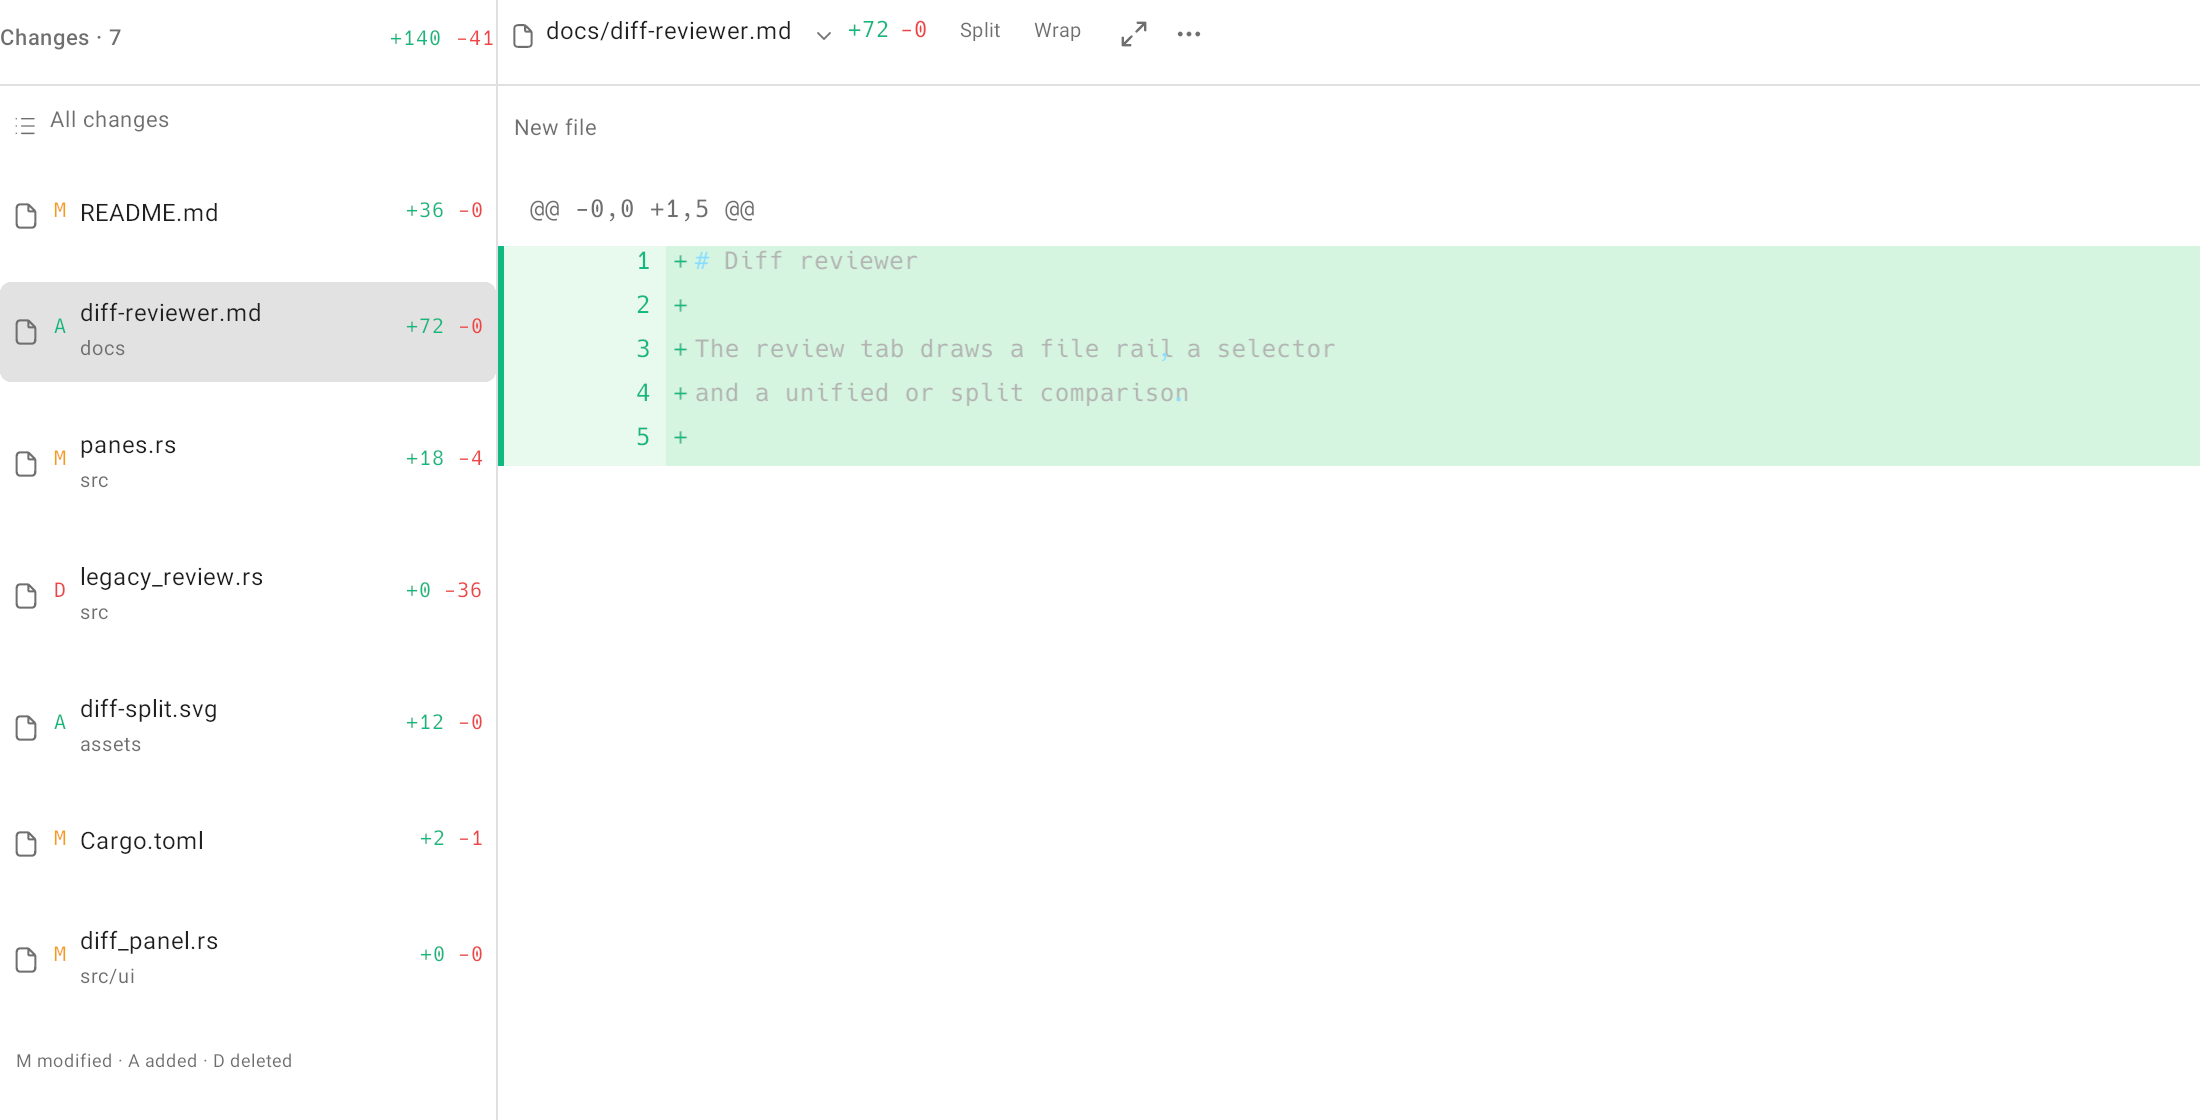 Changes · 7 +140 -41
All changes
M README.md +36 -0
A diff-reviewer.md +72 -0
docs
M panes.rs +18 -4
src
D legacy_review.rs +0 -36
src
A diff-split.svg +12 -0
assets
M Cargo.toml +2 -1
M diff_panel.rs +0 -0
src/ui
M modified · A added · D deleted
docs/diff-reviewer.md +72 -0 Split Wrap
New file
@@ -0,0 +1,5 @@
1 +# Diff reviewer
2 +
3 +The review tab draws a file rail, a selector
4 +and a unified or split comparison.
5 +